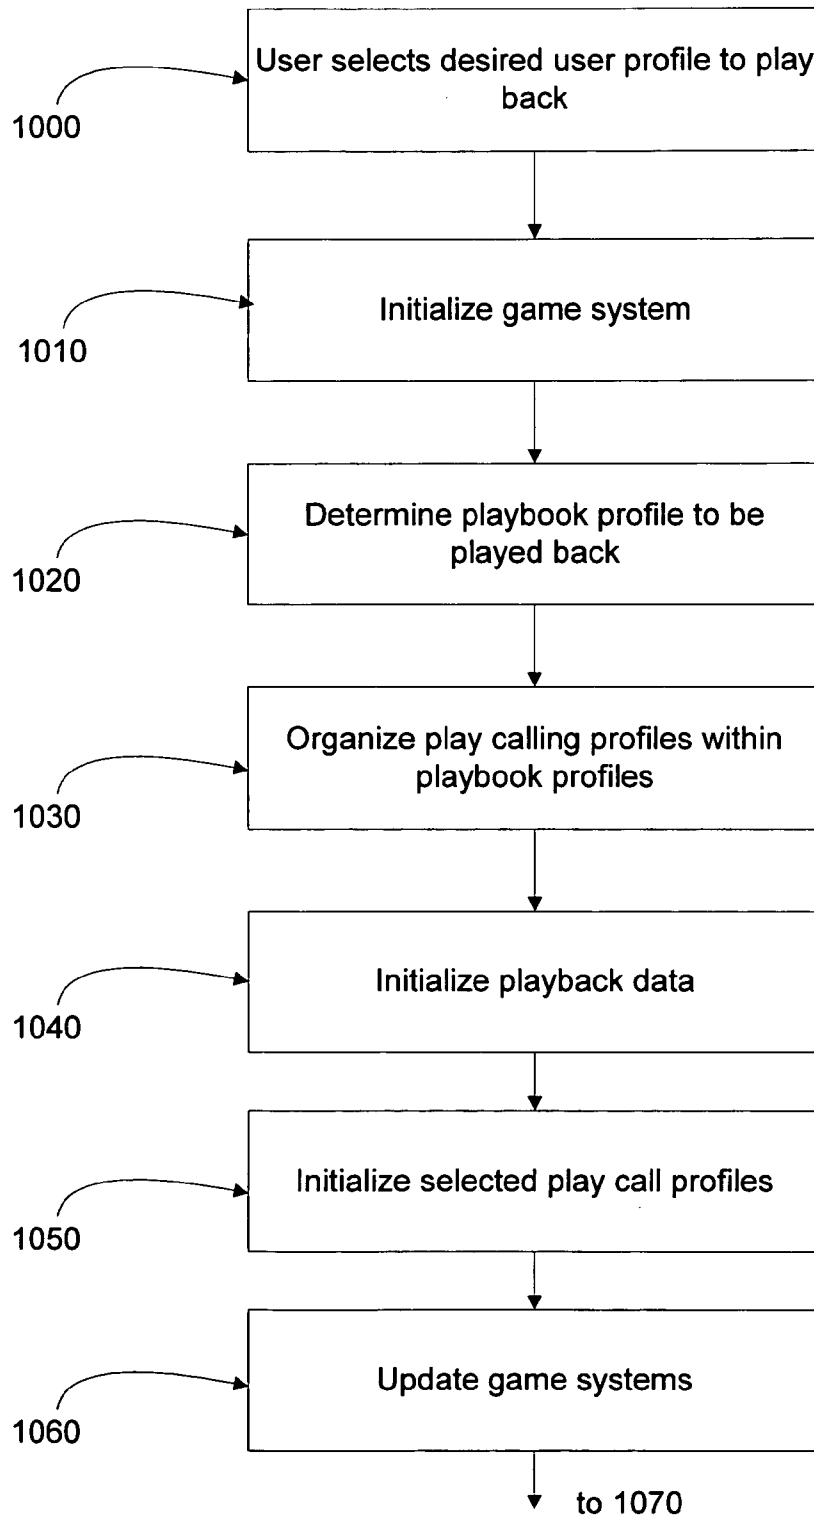 User selects desired user profile to play
back
1000
Initialize game system
1010
Determine playbook profile to be
played back
1020
Organize play calling profiles within
playbook profiles
1030
Initialize playback data
1040
Initialize selected play call profiles
1050
Update game systems
1060
to 1070